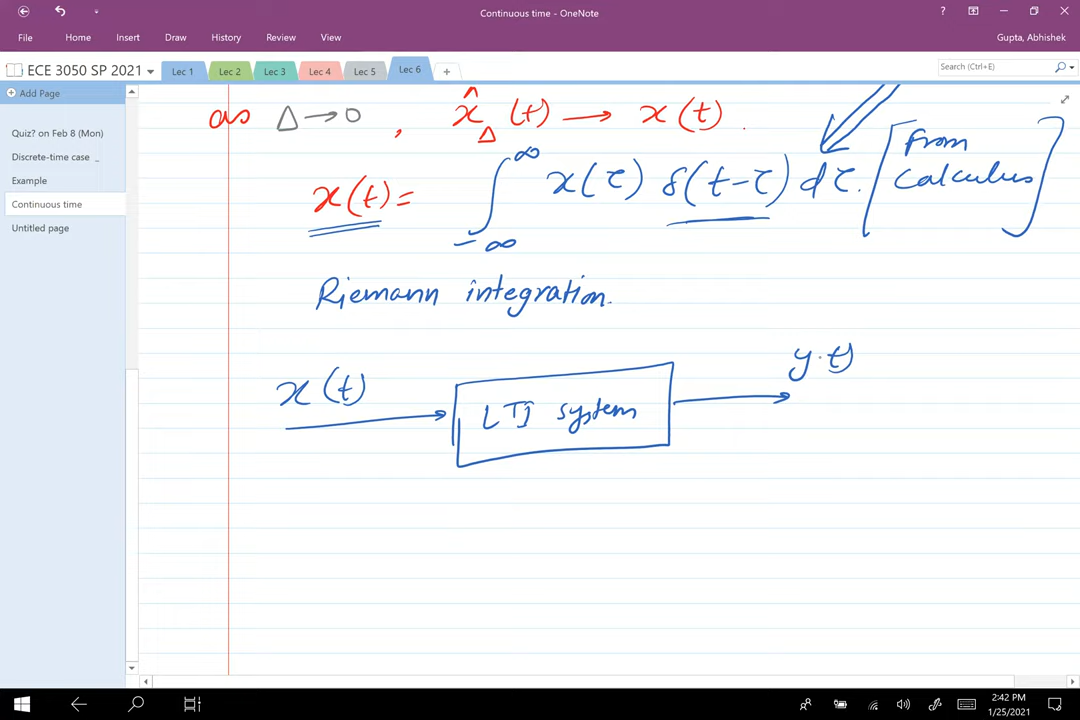 Continuous time - OneNote
?
File Home Insert Draw History Review View Gupta, Abhishek
ECE 3050 SP 2021 Lec 1 Lec 2 Lec 3 Lec 4 Lec 5 Lec 6 + Search (Ctrl+E)
Add Page
Quiz? on Feb 8 (Mon)
Discrete-time case _
Example
Continuous time
Untitled page
as Δ → 0 , x̂_Δ (t) → x(t) .
x(t) = ∫_{-∞}^{∞} x(τ) δ(t-τ) dτ. [From calculus]
Riemann integration.
x(t) LTI system y(t)
2:42 PM
1/25/2021